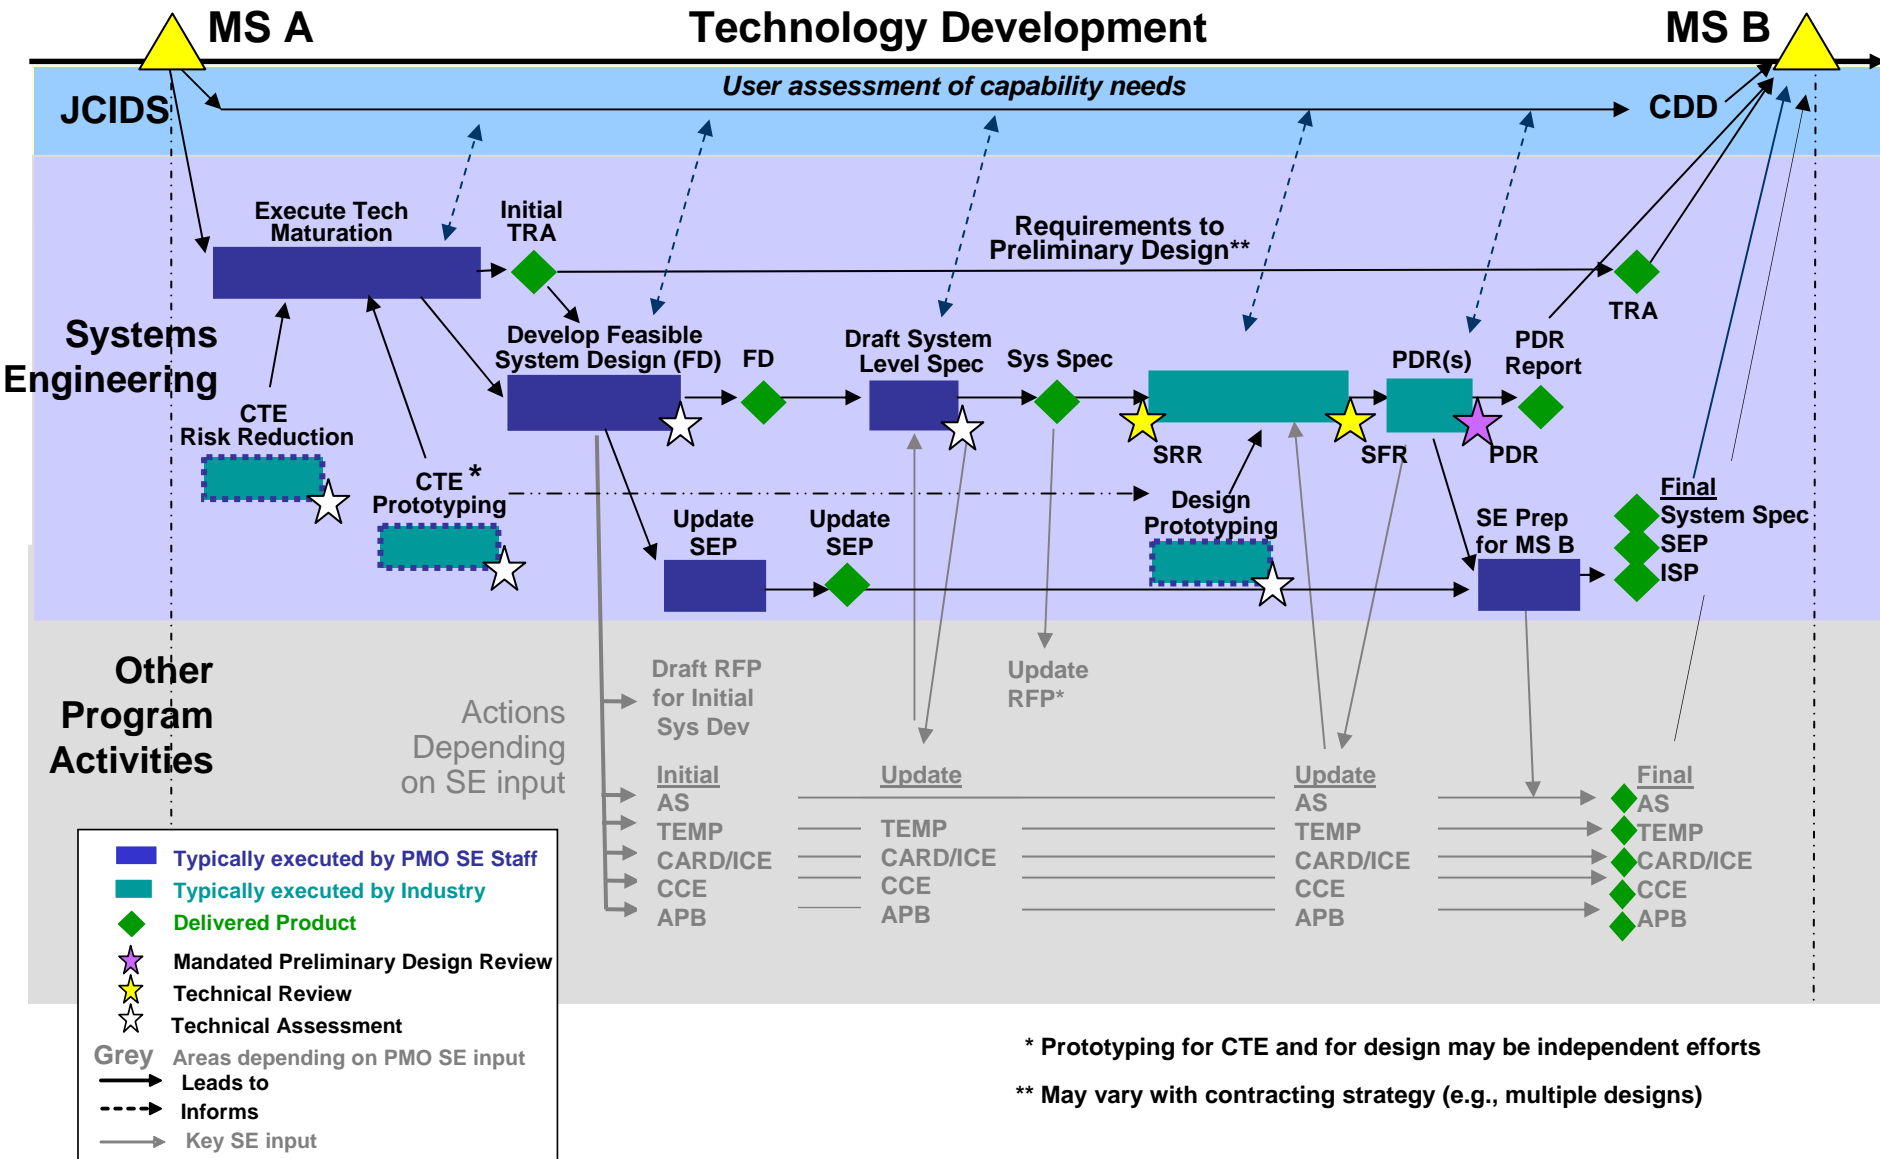 MS A
Technology Development
MS B
User assessment of capability needs
JCIDS
CDD
Execute Tech
Maturation
Initial
TRA
Requirements to
Preliminary Design**
TRA
Systems
Engineering
Develop Feasible
System Design (FD)
FD
Draft System
Level Spec
Sys Spec
PDR(s)
PDR
Report
CTE
Risk Reduction
SRR
SFR
PDR
CTE *
Prototyping
Design
Prototyping
Update
SEP
Update
SEP
SE Prep
for MS B
Final
System Spec
SEP
ISP
Other
Program
Activities
Actions
Depending
on SE input
Draft RFP
for Initial
Sys Dev
Update
RFP*
Initial
AS
TEMP
CARD/ICE
CCE
APB
Update
TEMP
CARD/ICE
CCE
APB
Update
AS
TEMP
CARD/ICE
CCE
APB
Final
AS
TEMP
CARD/ICE
CCE
APB
Typically executed by PMO SE Staff
Typically executed by Industry
Delivered Product
Mandated Preliminary Design Review
Technical Review
Technical Assessment
Grey Areas depending on PMO SE input
Leads to
Informs
Key SE input
* Prototyping for CTE and for design may be independent efforts
** May vary with contracting strategy (e.g., multiple designs)